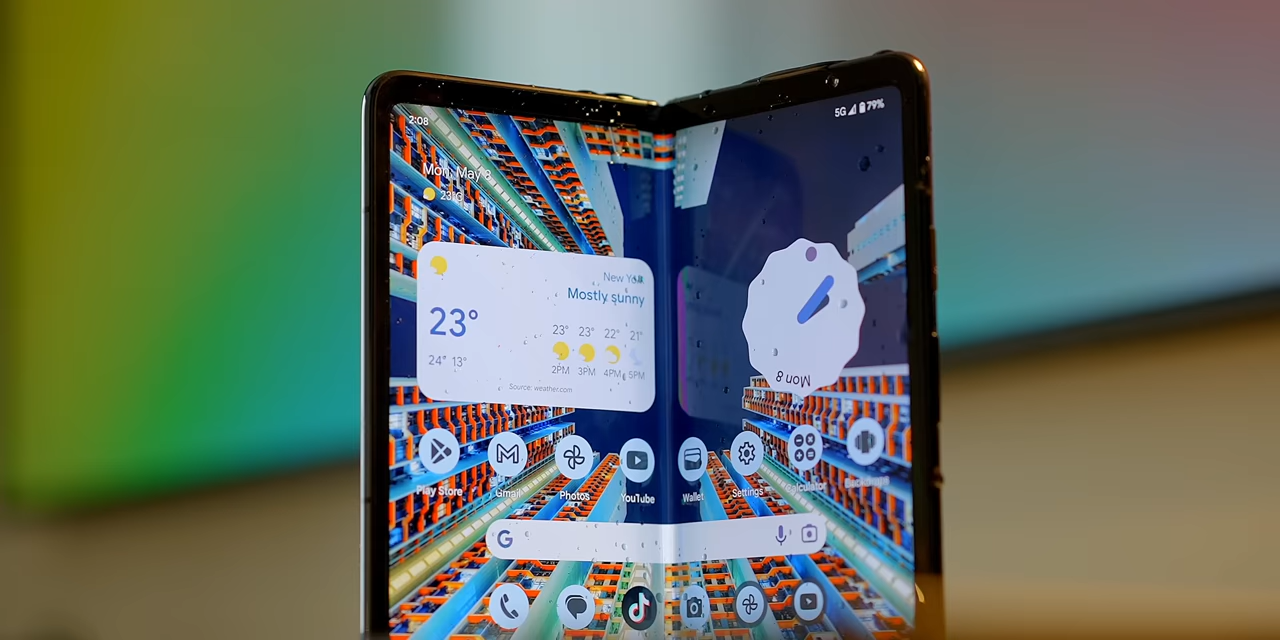 2:08
5G 79%
Mon, May 8
23°C
New York
Mostly sunny
23°
24° 13°
23° 23° 22° 21°
2PM 3PM 4PM 5PM
Source: weather.com
Mon 8
Play Store Gmail Photos YouTube Wallet Settings Calculator Backdrops
G